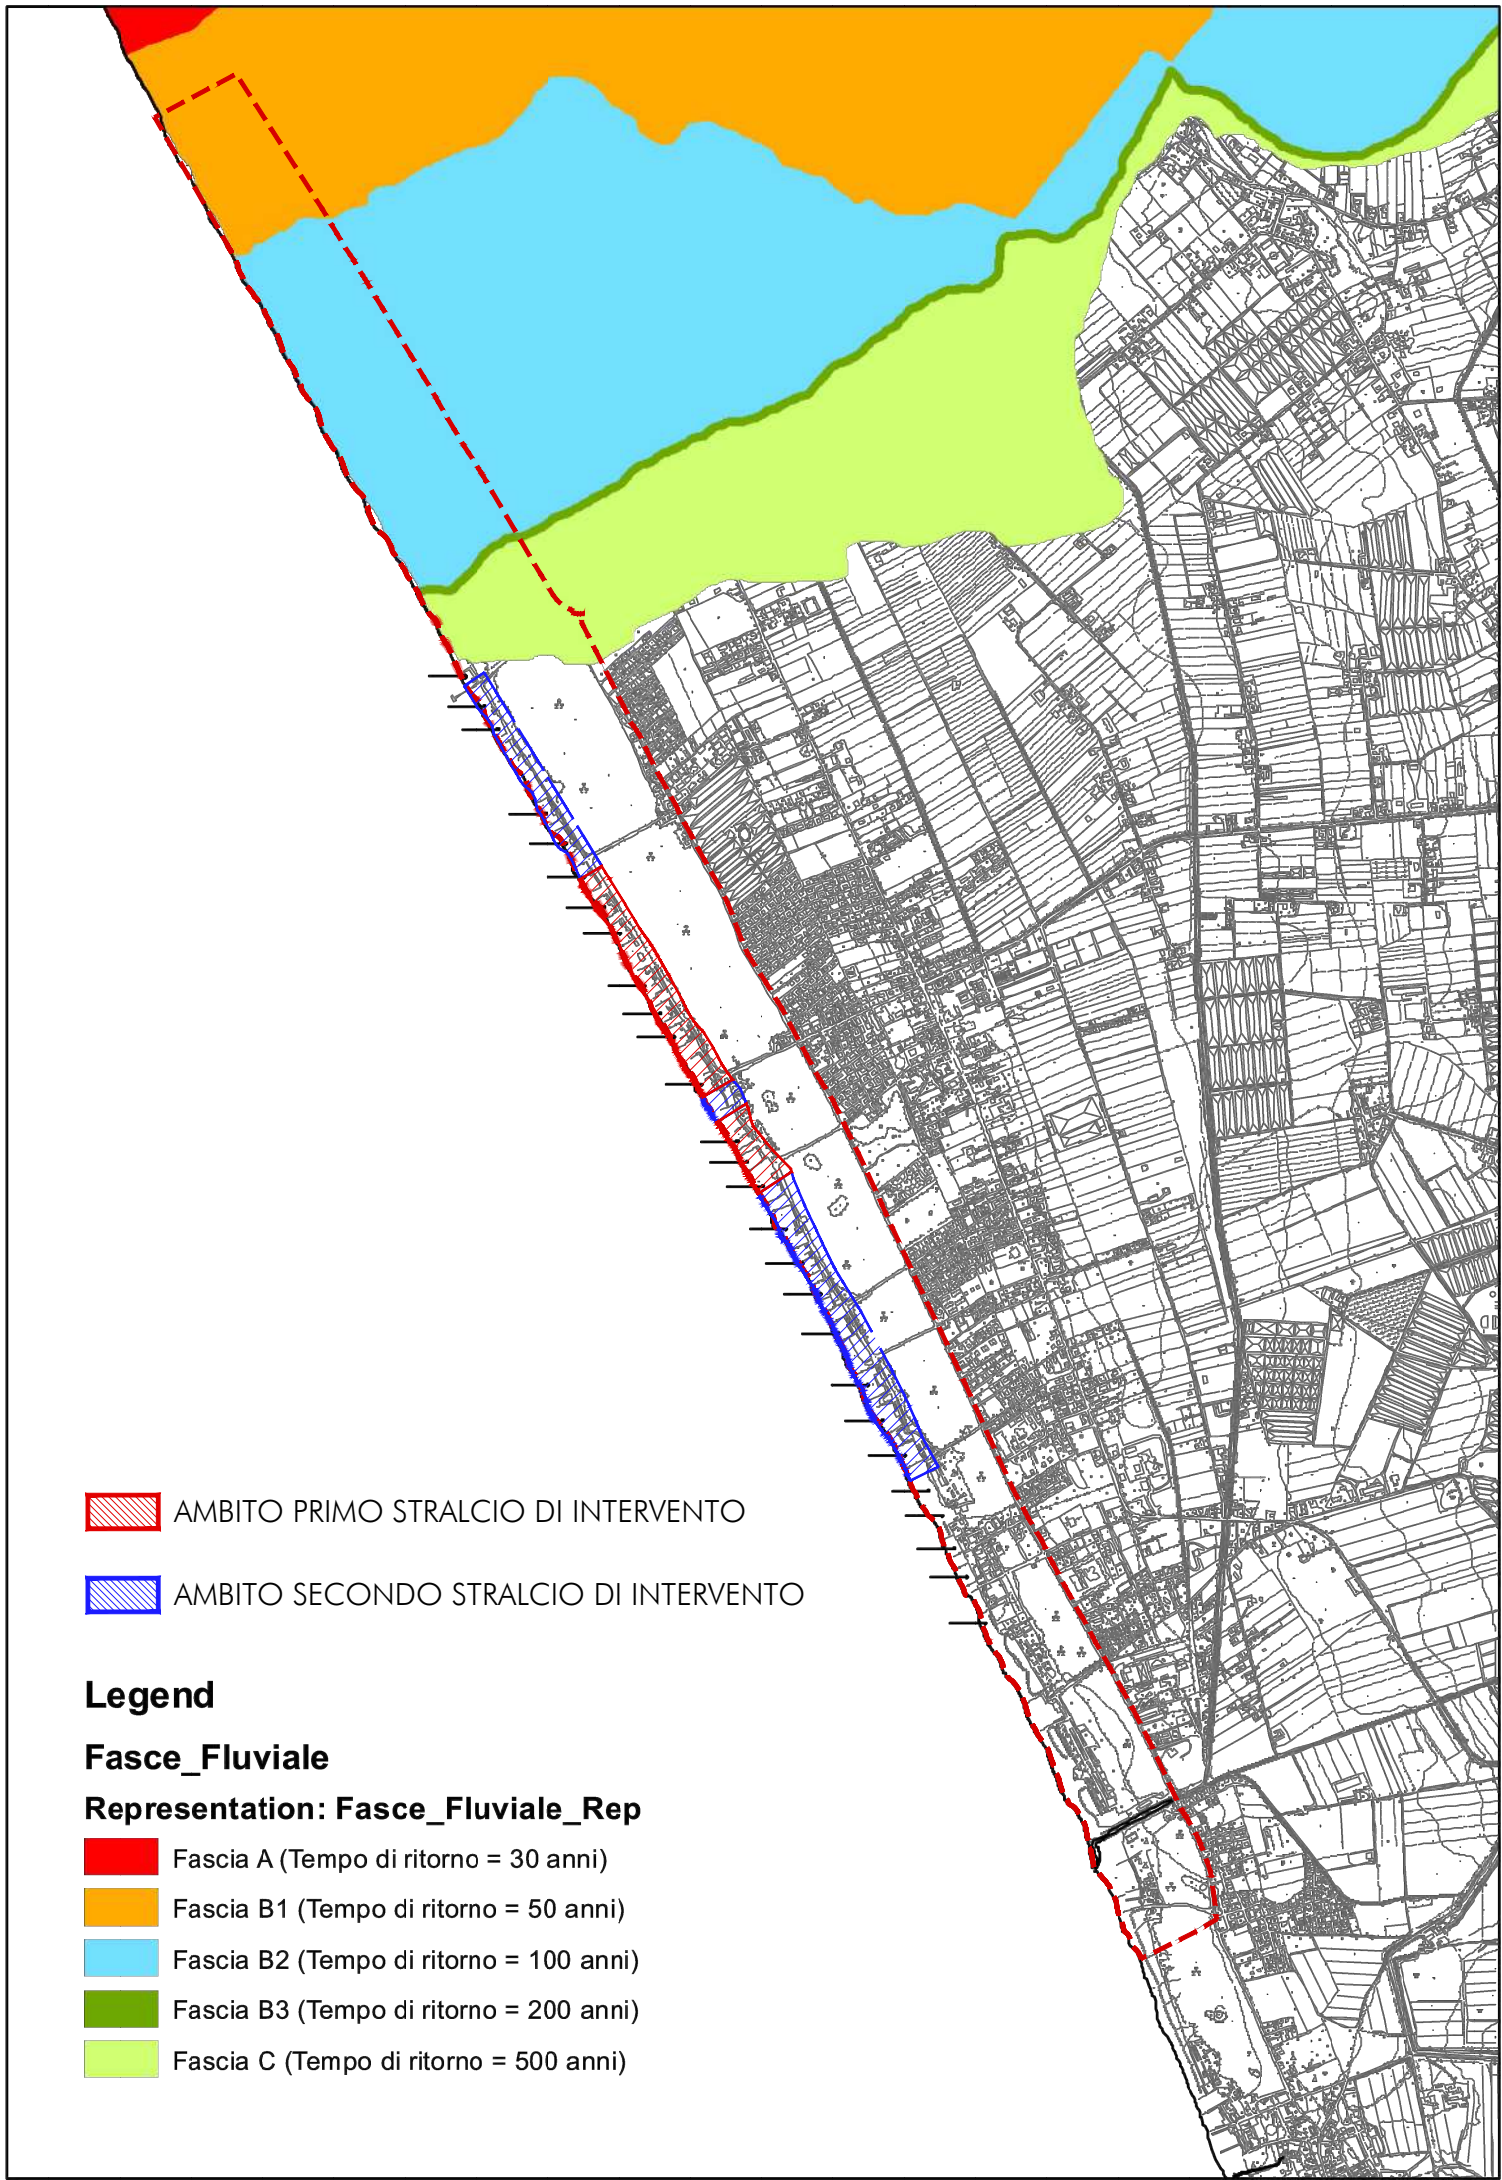 AMBITO PRIMO STRALCIO DI INTERVENTO
AMBITO SECONDO STRALCIO DI INTERVENTO
Legend
Fasce_Fluviale
Representation: Fasce_Fluviale_Rep
Fascia A (Tempo di ritorno = 30 anni)
Fascia B1 (Tempo di ritorno = 50 anni)
Fascia B2 (Tempo di ritorno = 100 anni)
Fascia B3 (Tempo di ritorno = 200 anni)
Fascia C (Tempo di ritorno = 500 anni)